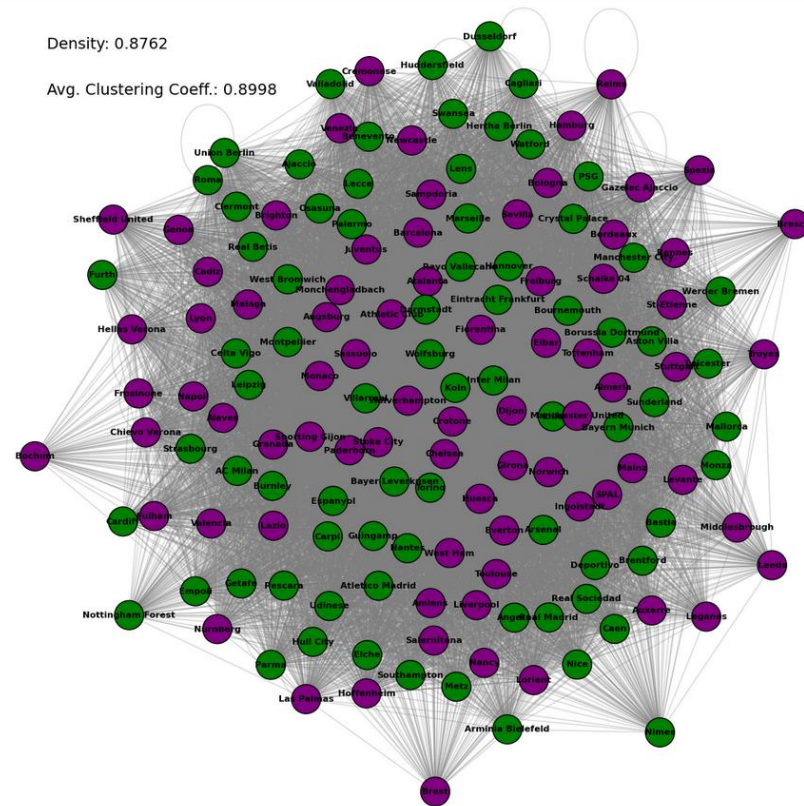 Density: 0.8762
Dusseldorf
Huddersfield
Cremonese
Avg. Clustering Coeff.: 0.8998
Valladolid
Cagliari
Reims
Swansea
Venezia
Benevento
Newcastle
Hertha Berlin
Hamburg
Watford
Union Berlin
Ajaccio
Lens
Roma
Lecce
Sampdoria
Bologna
PSG
Gazelec Ajaccio
Spezia
Sheffield United
Clermont
Osasuna
Brighton
Palermo
Marseille
Sevilla
Crystal Palace
Genoa
Barcelona
Bordeaux
Real Betis
Juventus
Manchester City
Rennes
Furth
Cadiz
West Bromwich
Monchengladbach
Rayo Vallecano
Hannover
Atalanta
Freiburg
Schalke 04
Werder Bremen
Malaga
Eintracht Frankfurt
Lyon
Augsburg
Athletic Club
Darmstadt
Bournemouth
St-Etienne
Hellas Verona
Fiorentina
Borussia Dortmund
Aston Villa
Celta Vigo
Montpellier
Sassuolo
Wolfsburg
Eibar
Tottenham
Troyes
Stuttgart
Leicester
Leipzig
Monaco
Inter Milan
Koln
Almeria
Frosinone
Napoli
Villarreal
Wolverhampton
Sunderland
Alaves
Dijon
Manchester United
Chievo Verona
Crotone
Bayern Munich
Mallorca
Strasbourg
Granada
Sporting Gijon
Stoke City
Paderborn
Bochum
Chelsea
AC Milan
Girona
Norwich
Mainz
Monza
Burnley
Bayer Leverkusen
Torino
Levante
Espanyol
Huesca
SPAL
Ingolstadt
Cardiff
Fulham
Valencia
Lazio
Carpi
Guingamp
Everton
Arsenal
Bastia
Middlesbrough
Nantes
West Ham
Brentford
Deportivo
Leeds
Toulouse
Empoli
Getafe
Pescara
Atletico Madrid
Real Sociedad
Nottingham Forest
Udinese
Amiens
Liverpool
Angers
Real Madrid
Auxerre
Leganes
Nurberg
Hull City
Salernitana
Caen
Parma
Elche
Nancy
Nice
Southampton
Metz
Lorient
Las Palmas
Hoffenheim
Arminia Bielefeld
Nimes
Brest